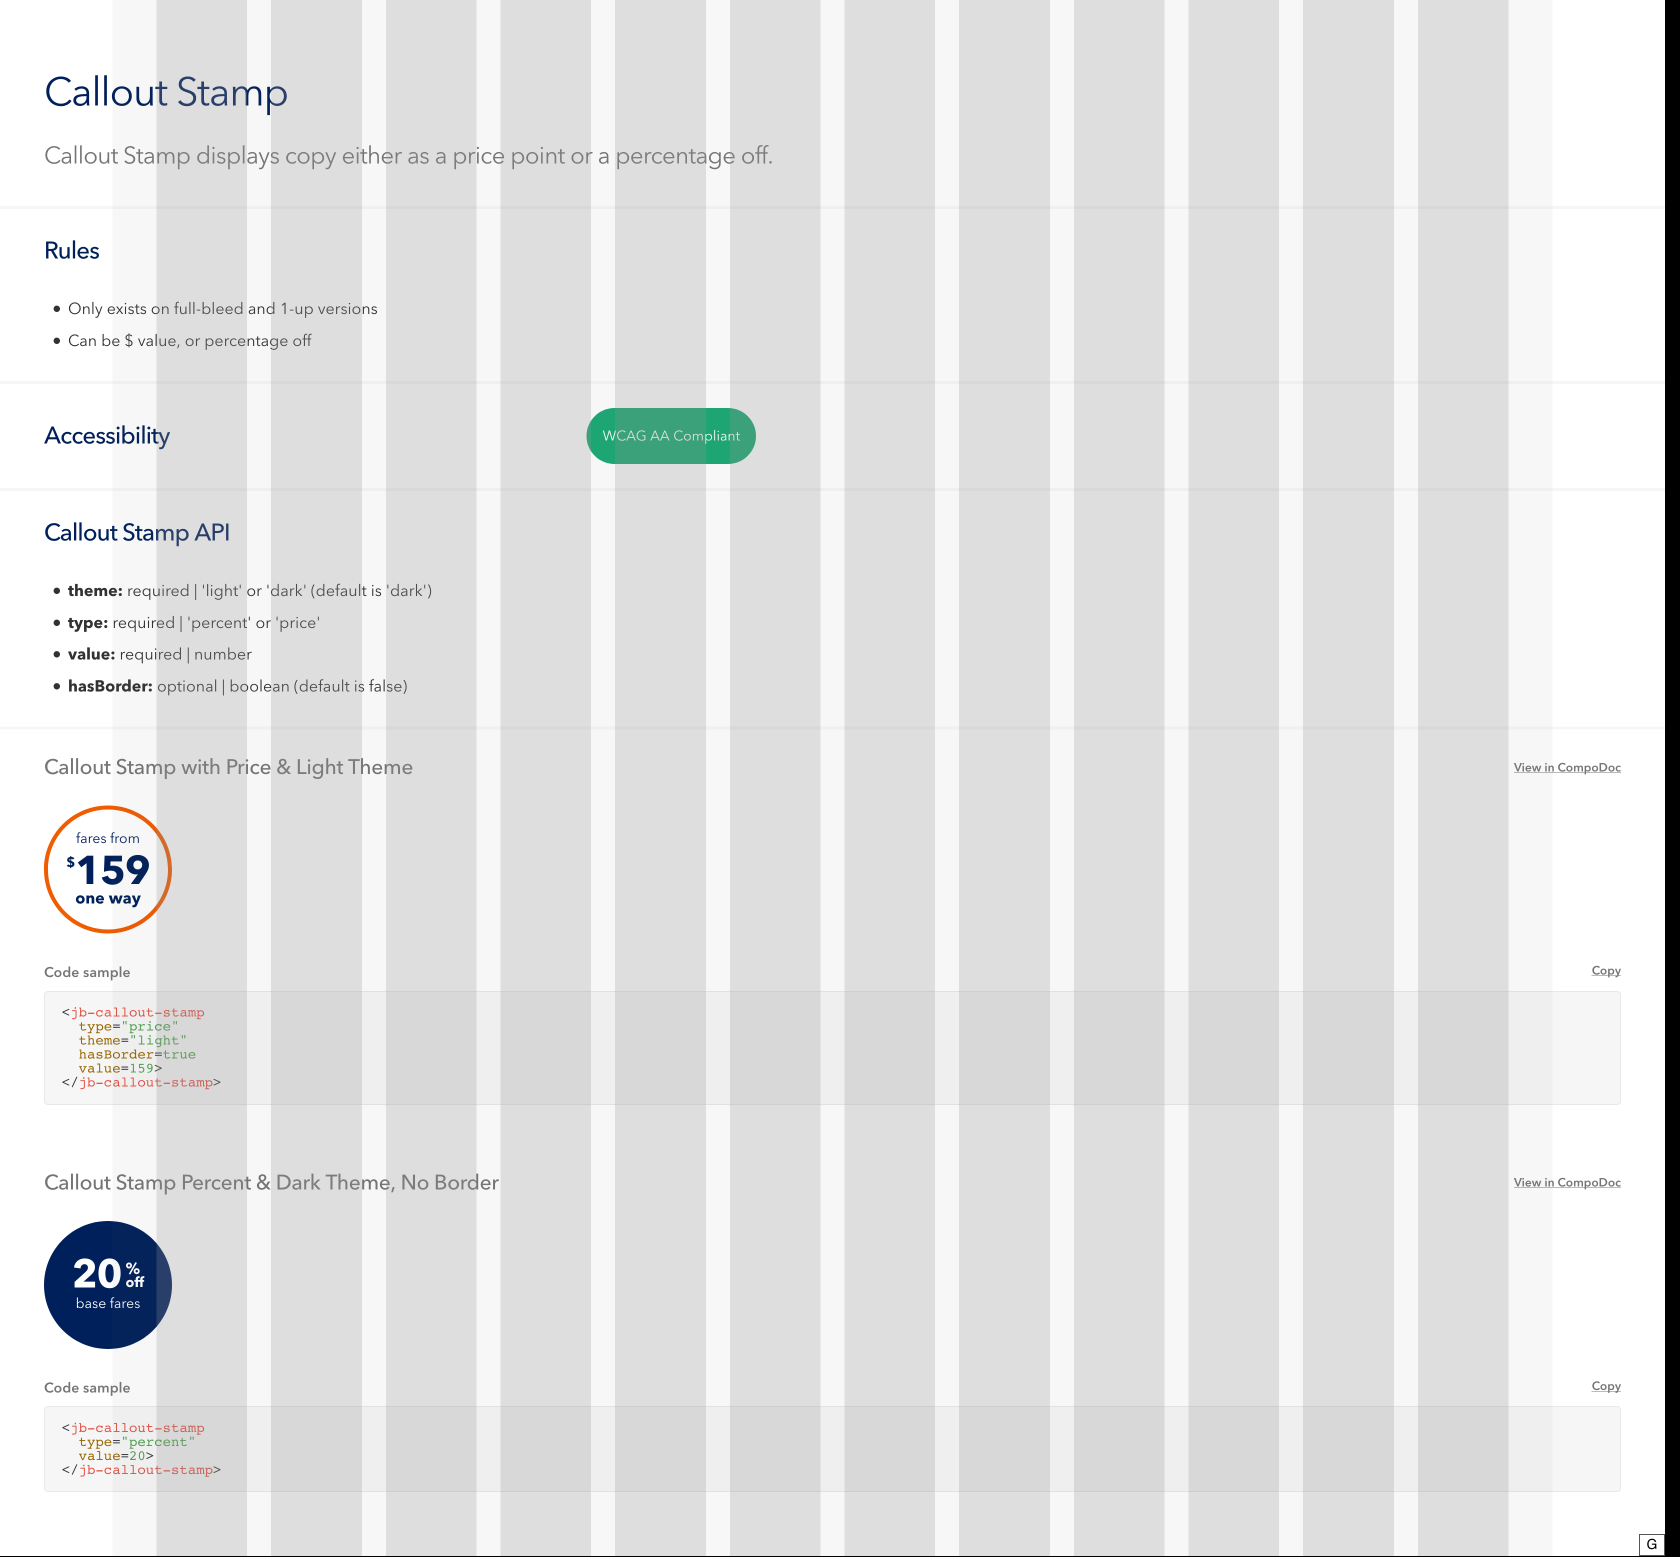 Callout Stamp
Callout Stamp displays copy either as a price point or a percentage off.
Rules
• Only exists on full-bleed and 1-up versions
• Can be $ value, or percentage off
Accessibility
WCAG AA Compliant
Callout Stamp API
• theme: required | 'light' or 'dark' (default is 'dark')
• type: required | 'percent' or 'price'
• value: required | number
• hasBorder: optional | boolean (default is false)
Callout Stamp with Price & Light Theme
View in CompoDoc
fares from
$159
one way
Code sample
Copy
<jb-callout-stamp
  type="price"
  theme="light"
  hasBorder=true
  value=159>
</jb-callout-stamp>
Callout Stamp Percent & Dark Theme, No Border
View in CompoDoc
20 %
off
base fares
Code sample
Copy
<jb-callout-stamp
  type="percent"
  value=20>
</jb-callout-stamp>
G